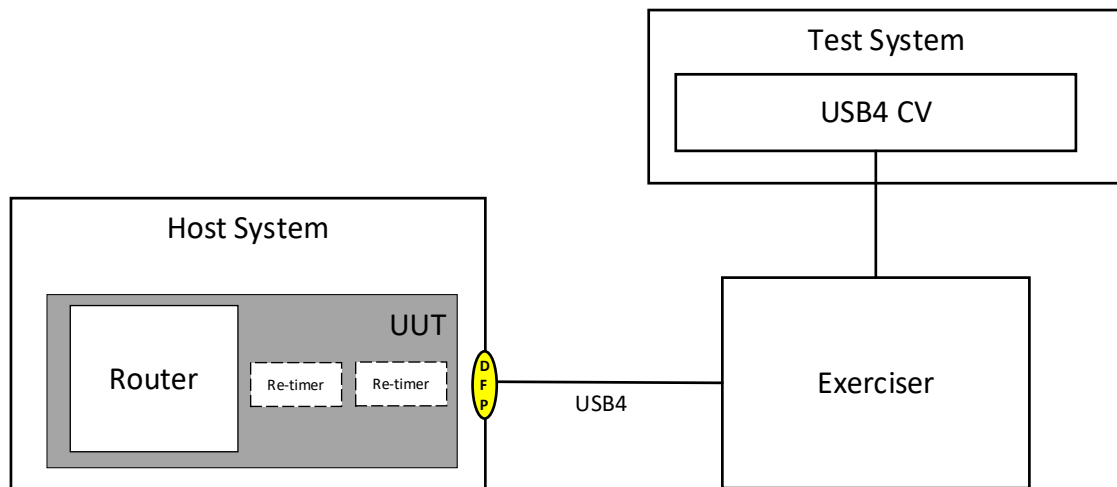 Test System
USB4 CV
Host System
UUT
Router
Re-timer
Re-timer
D
F
P
USB4
Exerciser